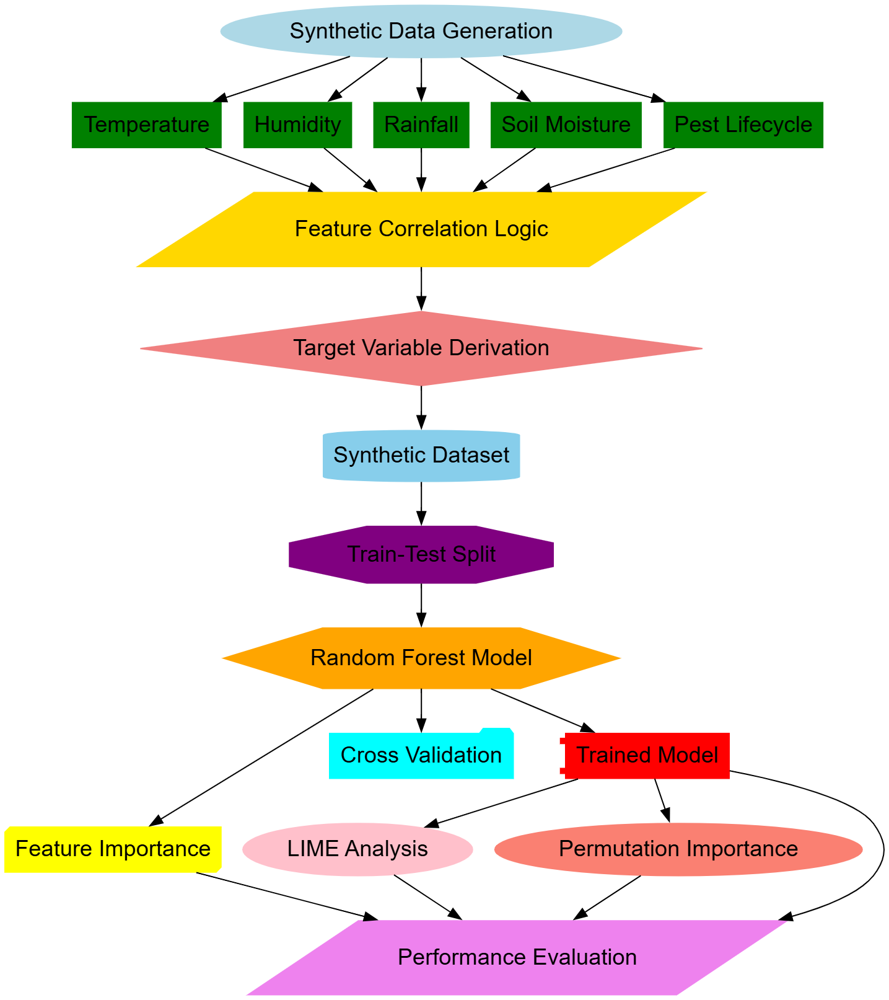 Synthetic Data Generation
Temperature
Humidity
Rainfall
Soil Moisture
Pest Lifecycle
Feature Correlation Logic
Target Variable Derivation
Synthetic Dataset
Train-Test Split
Random Forest Model
Cross Validation
Trained Model
Feature Importance
LIME Analysis
Permutation Importance
Performance Evaluation